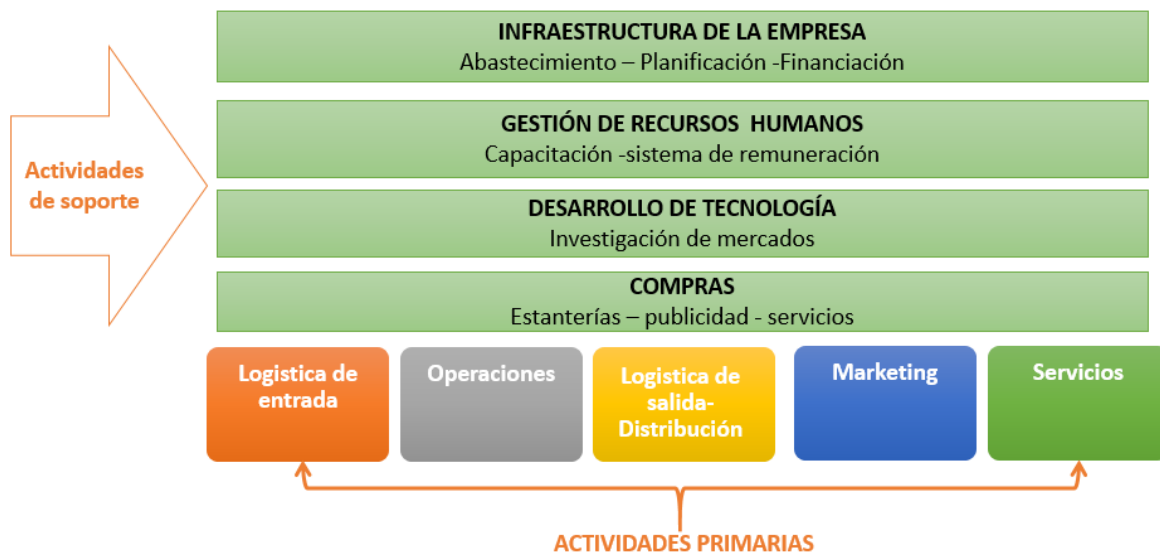 INFRAESTRUCTURA DE LA EMPRESA
Abastecimiento – Planificación -Financiación
GESTIÓN DE RECURSOS HUMANOS
Capacitación -sistema de remuneración
Actividades
de soporte
DESARROLLO DE TECNOLOGÍA
Investigación de mercados
COMPRAS
Estanterías – publicidad - servicios
Logistica de
entrada
Operaciones
Logistica de
salida-
Distribución
Marketing
Servicios
ACTIVIDADES PRIMARIAS